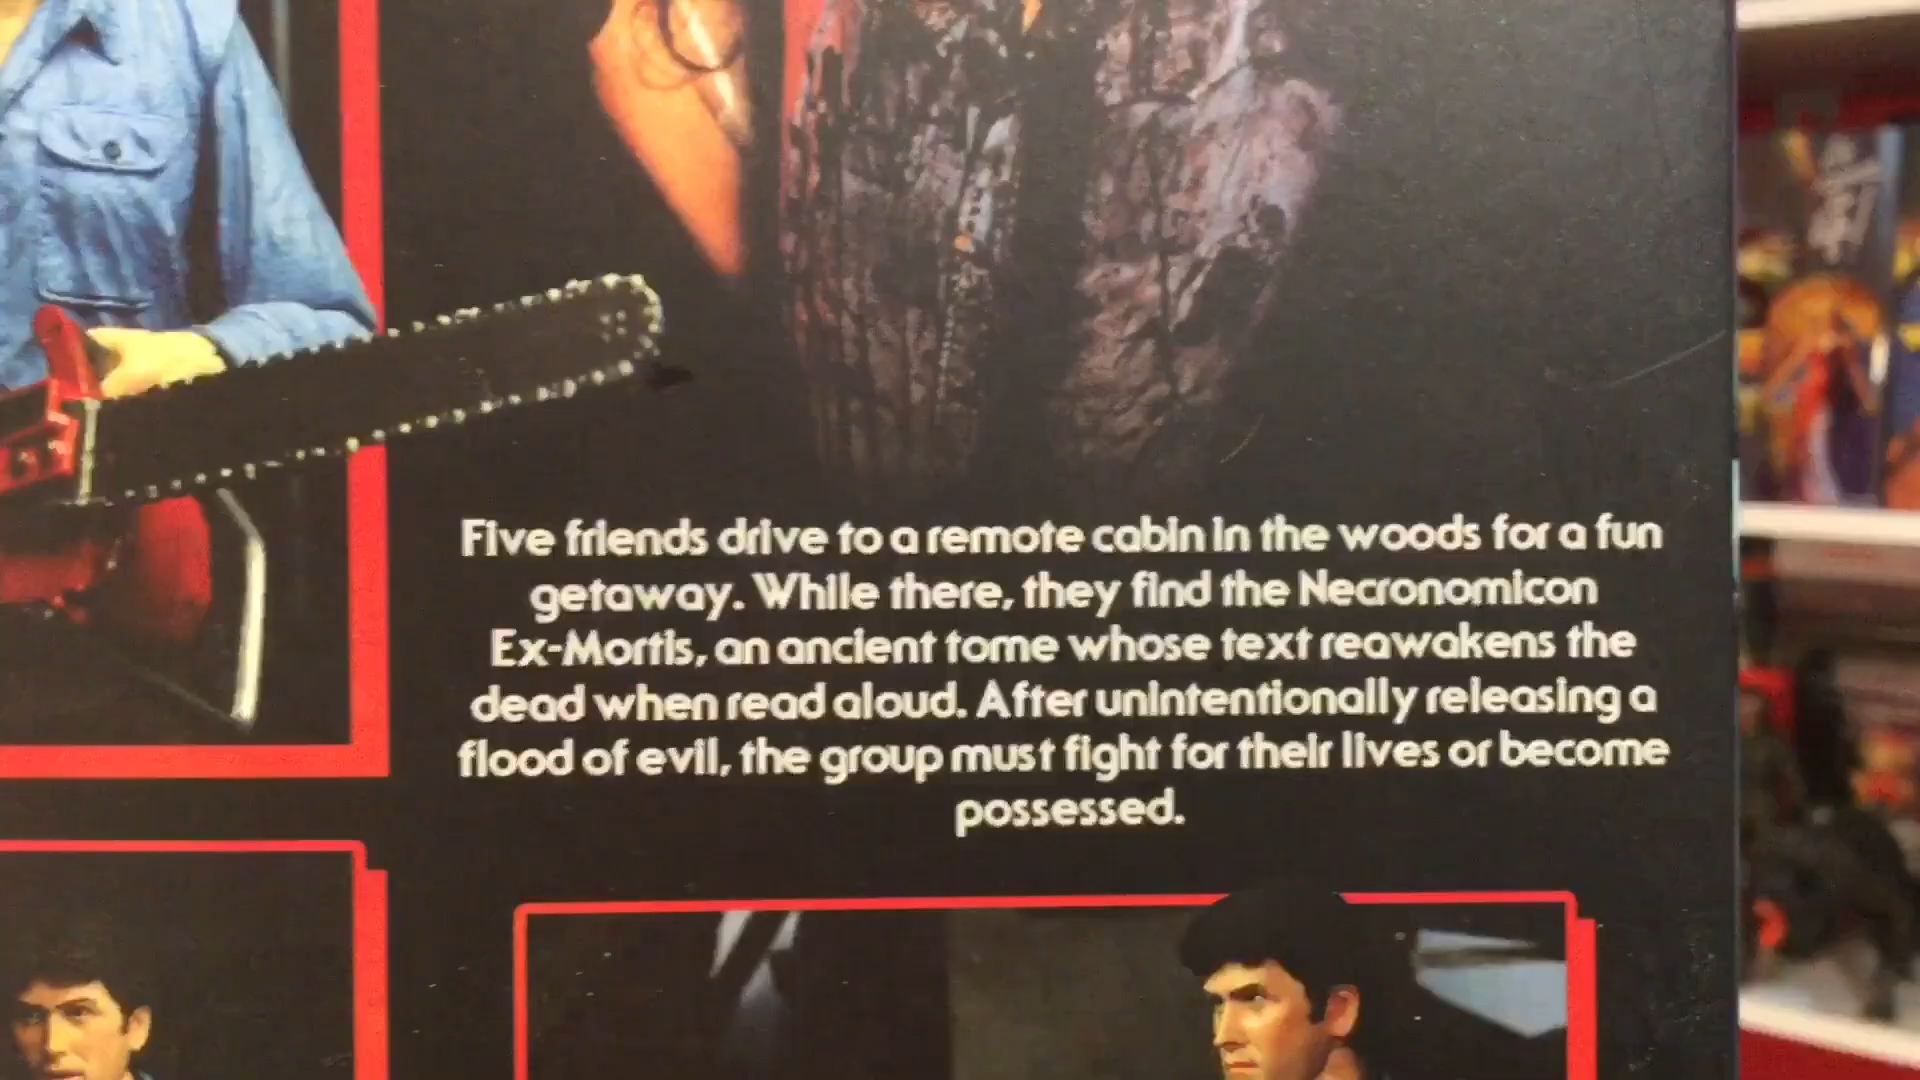 Five friends drive to a remote cabin in the woods for a fun
getaway. While there, they find the Necronomicon
Ex-Mortis, an ancient tome whose text reawakens the
dead when read aloud. After unintentionally releasing a
flood of evil, the group must fight for their lives or become
possessed.